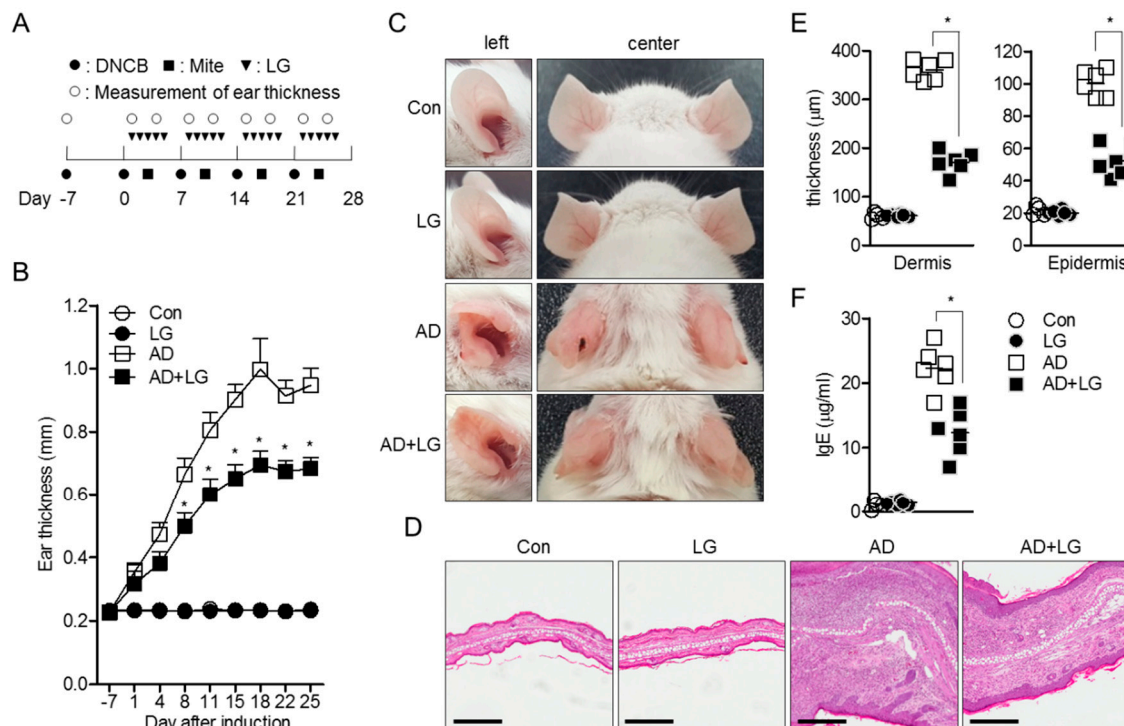 A
● : DNCB ■ : Mite ▼ : LG
○ : Measurement of ear thickness
Day -7 0 7 14 21 28
B
Con
LG
AD
AD+LG
Ear thickness (mm)
1.2
1.0
0.8
0.6
0.4
0.2
0.0
* * * * * * *
-7 1 4 8 11 15 18 22 25
Day after induction
C
left center
Con
LG
AD
AD+LG
D
Con LG AD AD+LG
E
thickness (μm)
400
300
200
100
60
0
*
Dermis
120
100
80
60
40
20
0
*
Epidermis
F
IgE (μg/ml)
30
20
10
0
*
Con
LG
AD
AD+LG